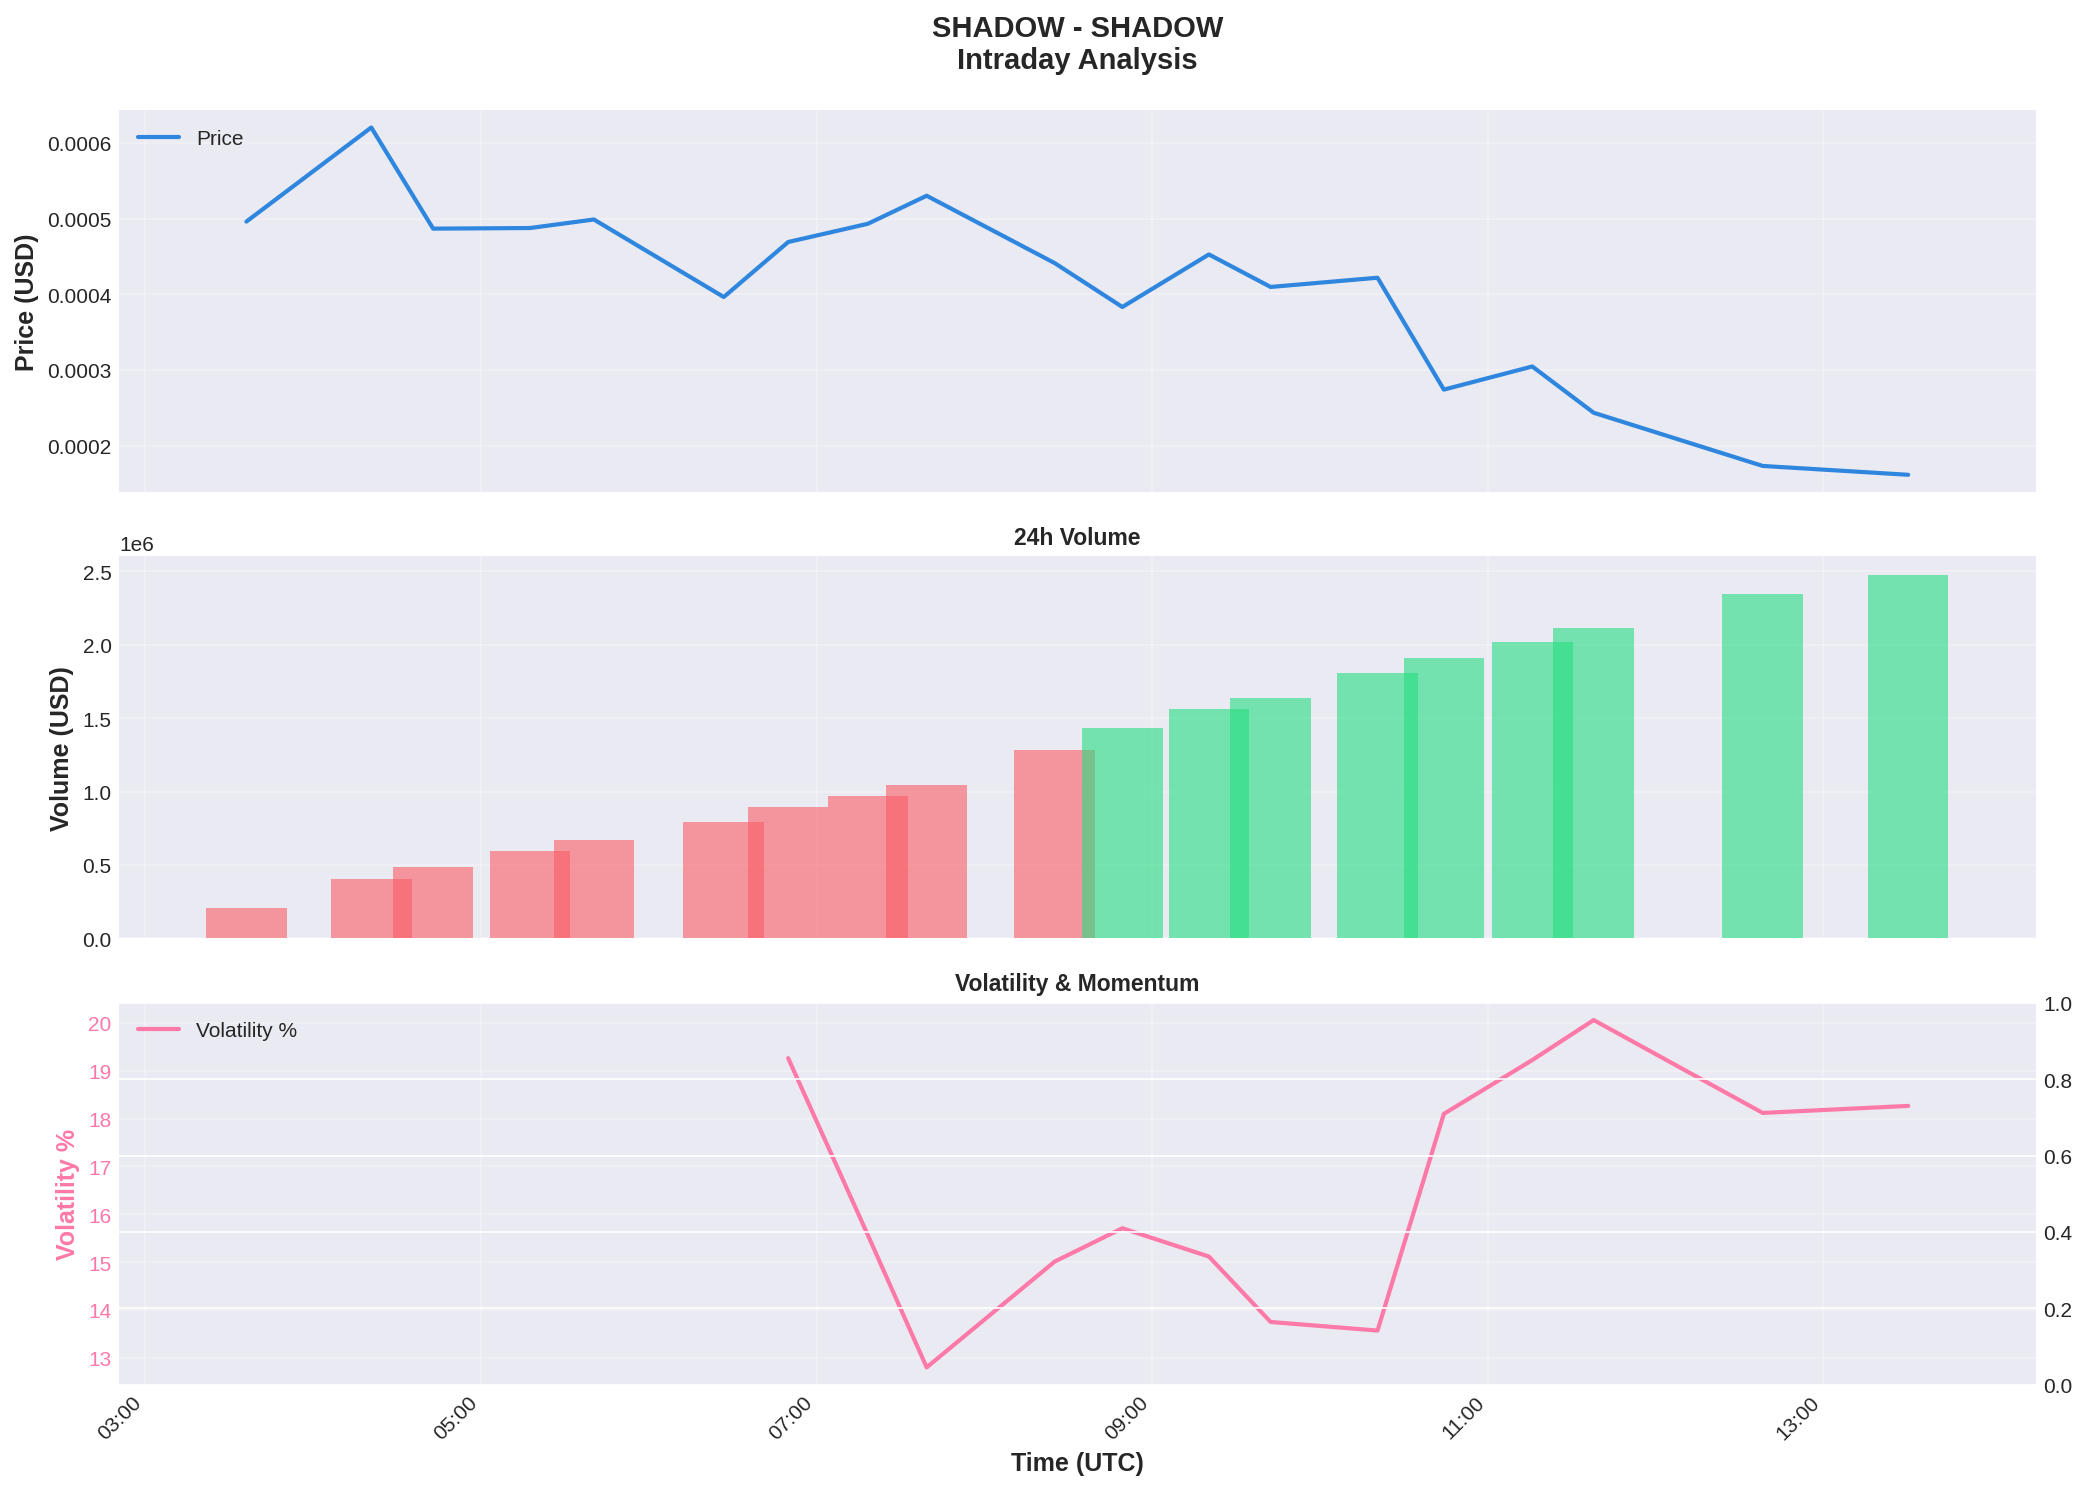 SHADOW - SHADOW
Intraday Analysis
Price
0.0006
0.0005
0.0004
0.0003
0.0002
Price (USD)
24h Volume
1e6
2.5
2.0
1.5
1.0
0.5
0.0
Volume (USD)
Volatility & Momentum
Volatility %
20
19
18
17
16
15
14
13
Volatility %
1.0
0.8
0.6
0.4
0.2
0.0
03:00
05:00
07:00
09:00
11:00
13:00
Time (UTC)